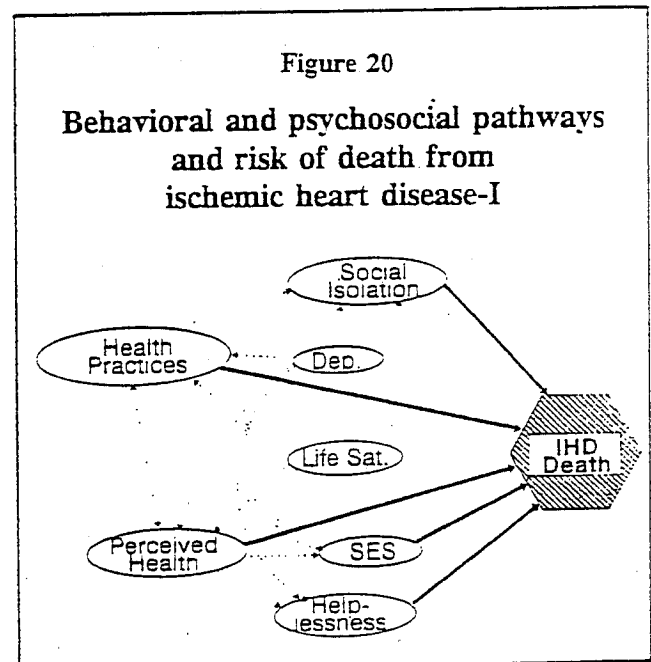 Figure 20
Behavioral and psychosocial pathways
and risk of death from
ischemic heart disease-I
Social
Isolation
Health
Practices
Dep.
Life Sat.
IHD
Death
Perceived
Health
SES
Help-
lessness